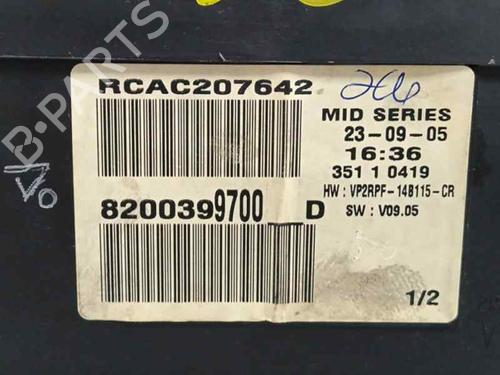 B-PARTS
RCAC207642
MID SERIES
23-09-05
16:36
351 1 0419
HW : VP2RPF-14B115-CR
SW : V09.05
8200399700__D
1/2